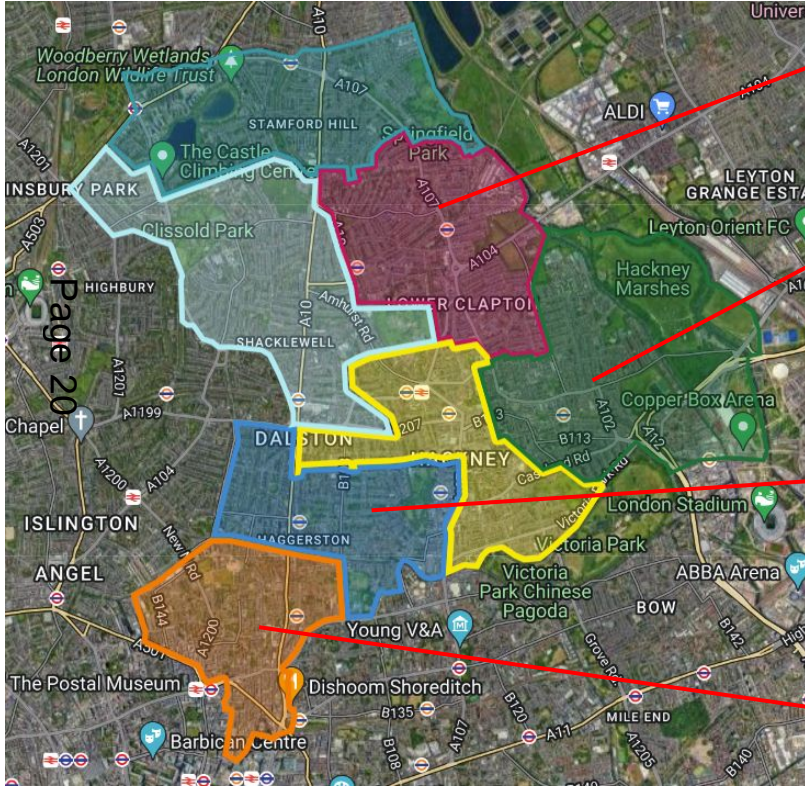 Univer
A10
Woodberry Wetlands
London Wildlife Trust
A107
A104
ALDI
STAMFORD HILL
Springfield
Park
A1201
The Castle
Climbing Centre
LEYTON
GRANGE ESTA
INSBURY PARK
A107
A503
Clissold Park
Leyton Orient FC
A104
Hackney
Marshes
HIGHBURY
Page 20
LOWER CLAPTON
A10
Amhurst Rd
SHACKLEWELL
A1201
A1199
Copper Box Arena
A102
Chapel
207
B113
A12
DALSTON
HACKNEY
A1200
A104
Victoria Park Rd
London Stadium
ISLINGTON
HAGGERSTON
Victoria Park
ANGEL
ABBA Arena
Victoria
Park Chinese
Pagoda
B144
BOW
A1200
Young V&A
B142
A501
Grove Rd.
The Postal Museum
Dishoom Shoreditch
B135
B120
MILE END
A107
A11
Barbican Centre
B108
A1205
B140